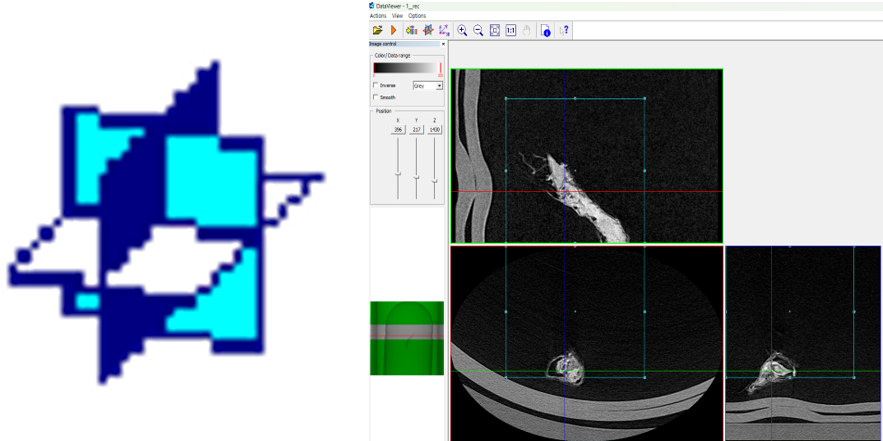 DataViewer - 1_rec
Actions View Options
1:1
Image control
Color/Data range
Inverse
Grey
Smooth
Position
X Y Z
396 217 1430